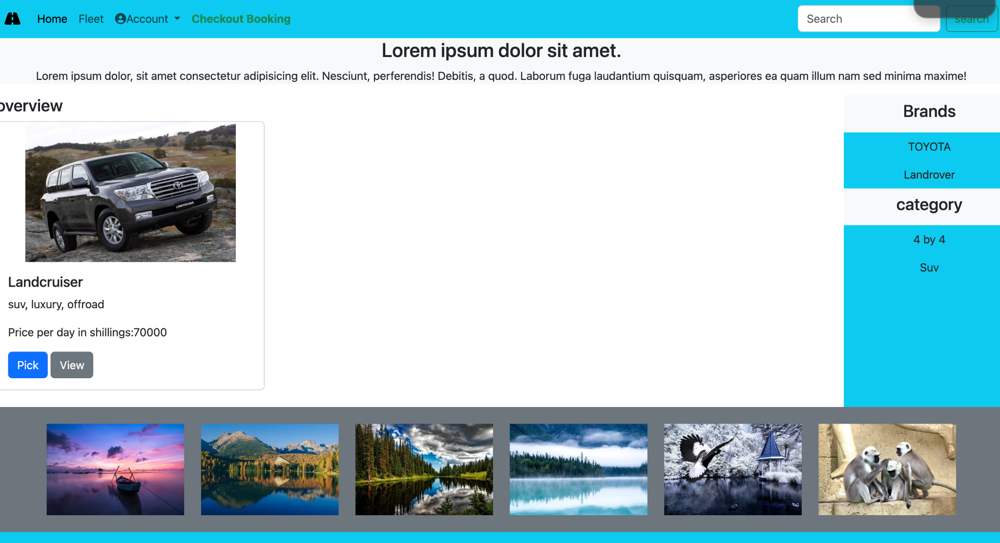 Home Fleet Account Checkout Booking Search search
Lorem ipsum dolor sit amet.
Lorem ipsum dolor, sit amet consectetur adipisicing elit. Nesciunt, perferendis! Debitis, a quod. Laborum fuga laudantium quisquam, asperiores ea quam illum nam sed minima maxime!
overview
LANDCRUISER
Landcruiser
suv, luxury, offroad
Price per day in shillings:70000
Pick View
Brands
TOYOTA
Landrover
category
4 by 4
Suv